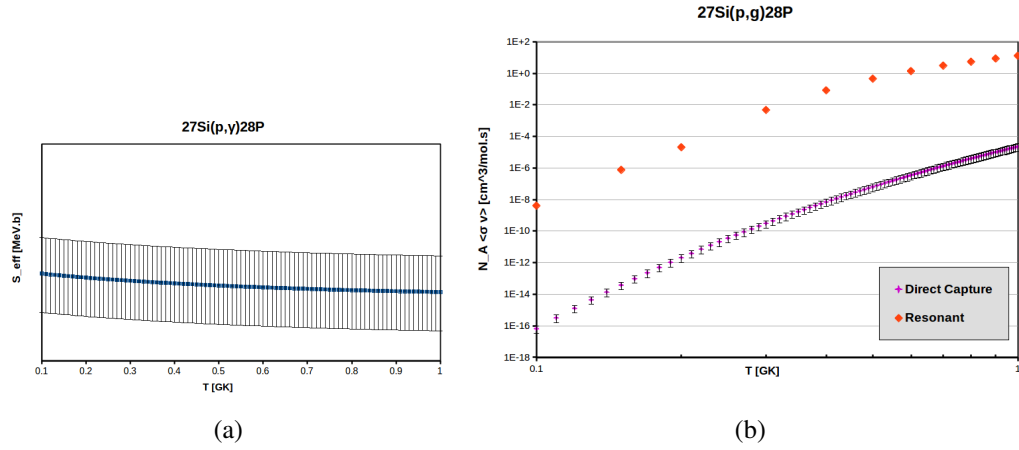 27Si(p,γ)28P
S_eff [MeV.b]
0.1 0.2 0.3 0.4 0.5 0.6 0.7 0.8 0.9 1
T [GK]
(a)
27Si(p,g)28P
N_A <σ v> [cm^3/mol.s]
1E+2
1E+0
1E-2
1E-4
1E-6
1E-8
1E-10
1E-12
1E-14
1E-16
1E-18
Direct Capture
Resonant
0.1 1
T [GK]
(b)